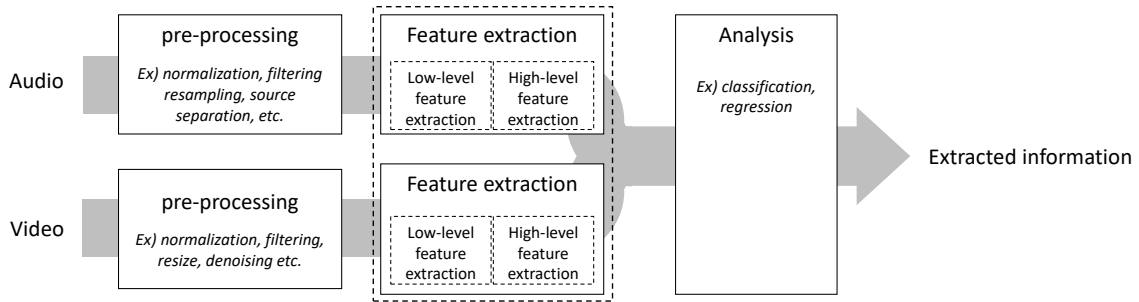 Audio
pre-processing
Ex) normalization, filtering
resampling, source
separation, etc.
Feature extraction
Low-level
feature
extraction
High-level
feature
extraction
Video
pre-processing
Ex) normalization, filtering,
resize, denoising etc.
Feature extraction
Low-level
feature
extraction
High-level
feature
extraction
Analysis
Ex) classification,
regression
Extracted information